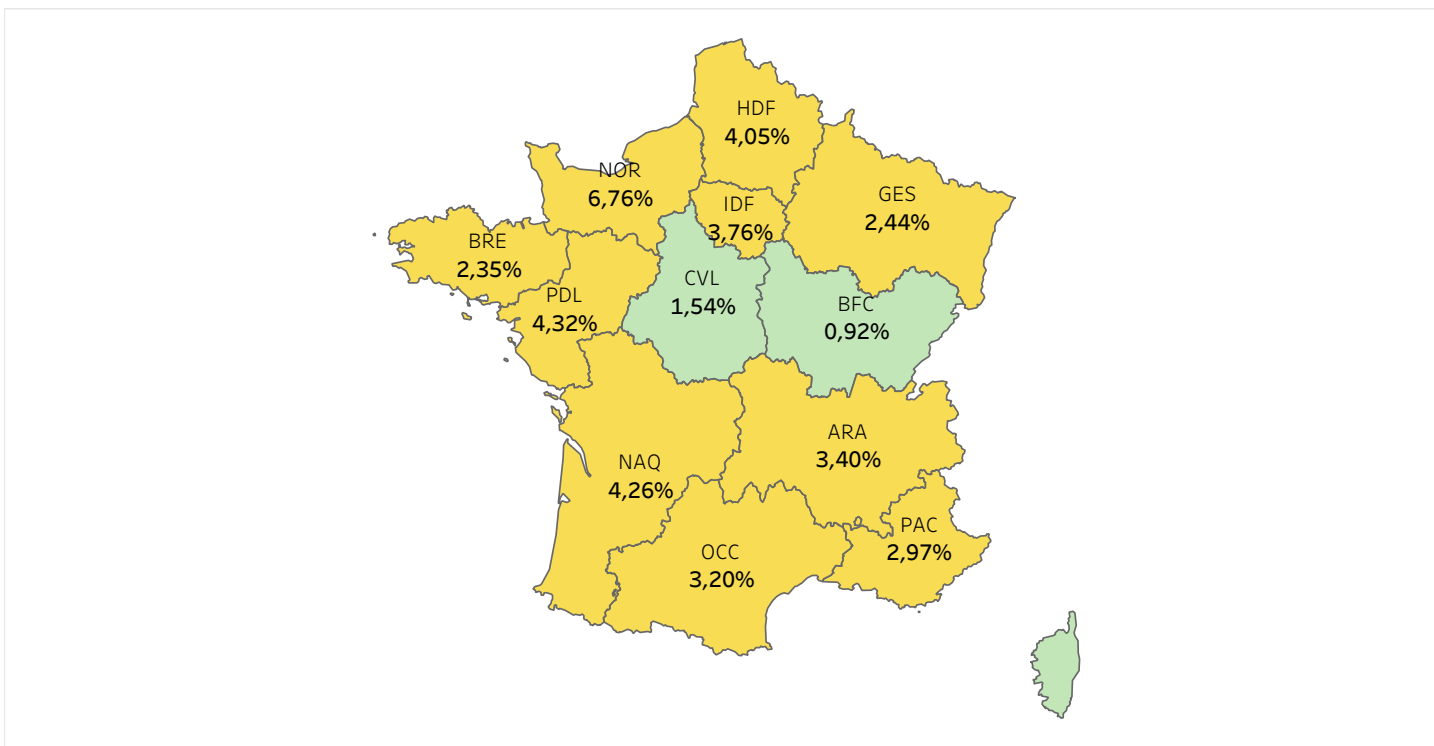 HDF
4,05%
NOR
6,76%
IDF
3,76%
GES
2,44%
BRE
2,35%
CVL
1,54%
PDL
4,32%
BFC
0,92%
ARA
3,40%
NAQ
4,26%
PAC
2,97%
OCC
3,20%